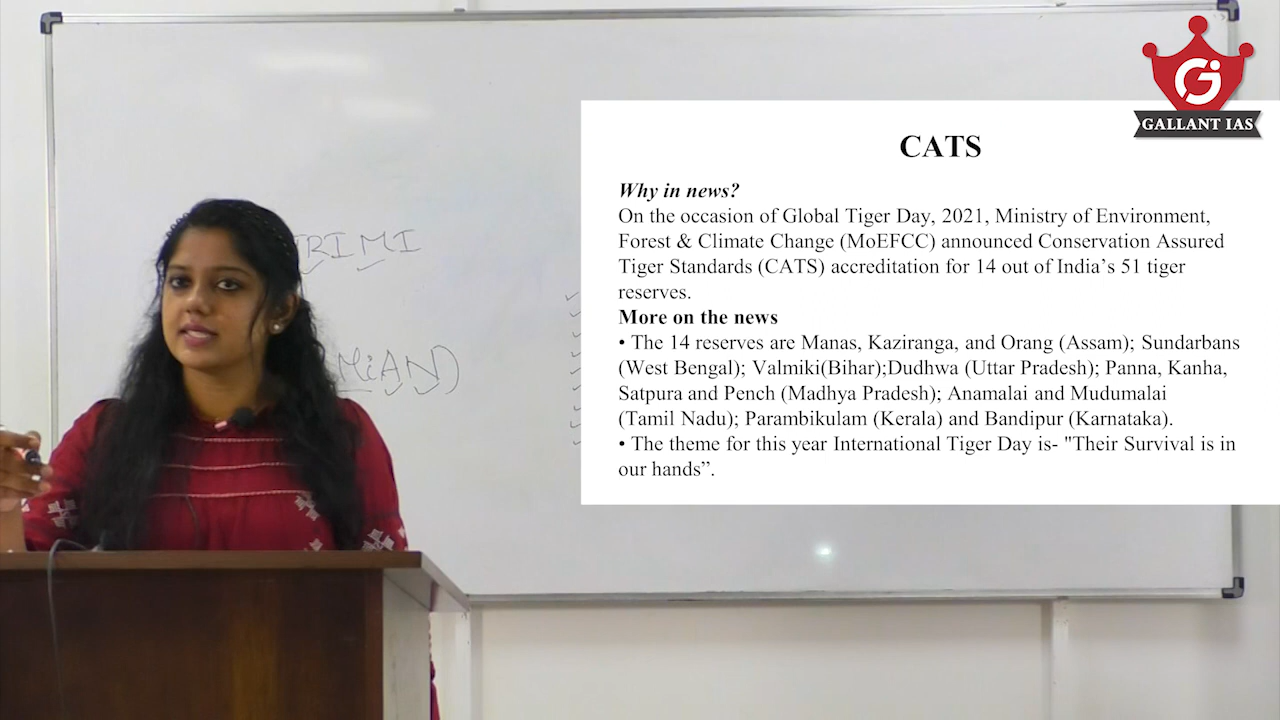 GALLANT IAS
CATS
Why in news?
On the occasion of Global Tiger Day, 2021, Ministry of Environment,
Forest & Climate Change (MoEFCC) announced Conservation Assured
Tiger Standards (CATS) accreditation for 14 out of India’s 51 tiger
reserves.
More on the news
• The 14 reserves are Manas, Kaziranga, and Orang (Assam); Sundarbans
(West Bengal); Valmiki(Bihar);Dudhwa (Uttar Pradesh); Panna, Kanha,
Satpura and Pench (Madhya Pradesh); Anamalai and Mudumalai
(Tamil Nadu); Parambikulam (Kerala) and Bandipur (Karnataka).
• The theme for this year International Tiger Day is- "Their Survival is in
our hands”.